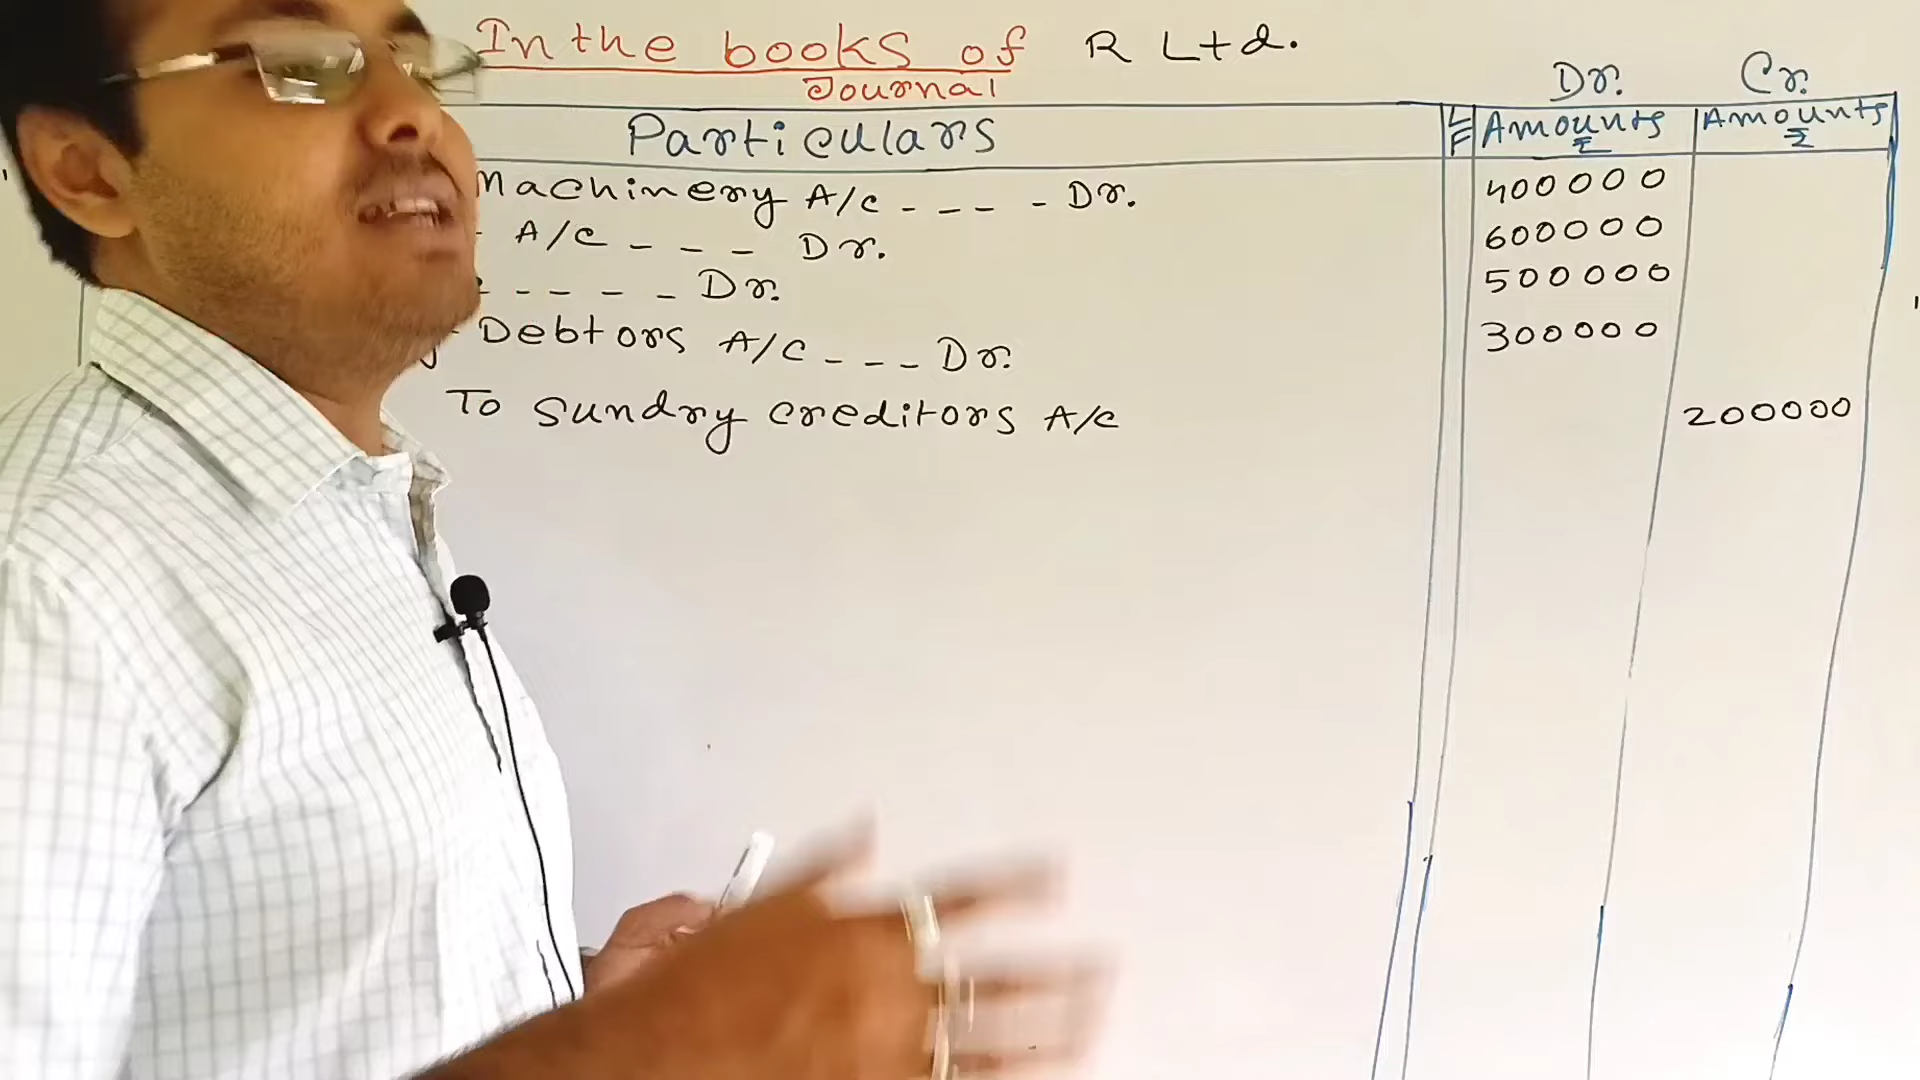 In the books of R Ltd.
Journal
Dr. Cr.
Particulars LF Amounts ₹ Amounts ₹
Machinery A/c - - - - Dr. 400000
A/c - - - Dr. 600000
- - - - Dr. 500000
Debtors A/c - - - Dr. 300000
To Sundry creditors A/c 200000